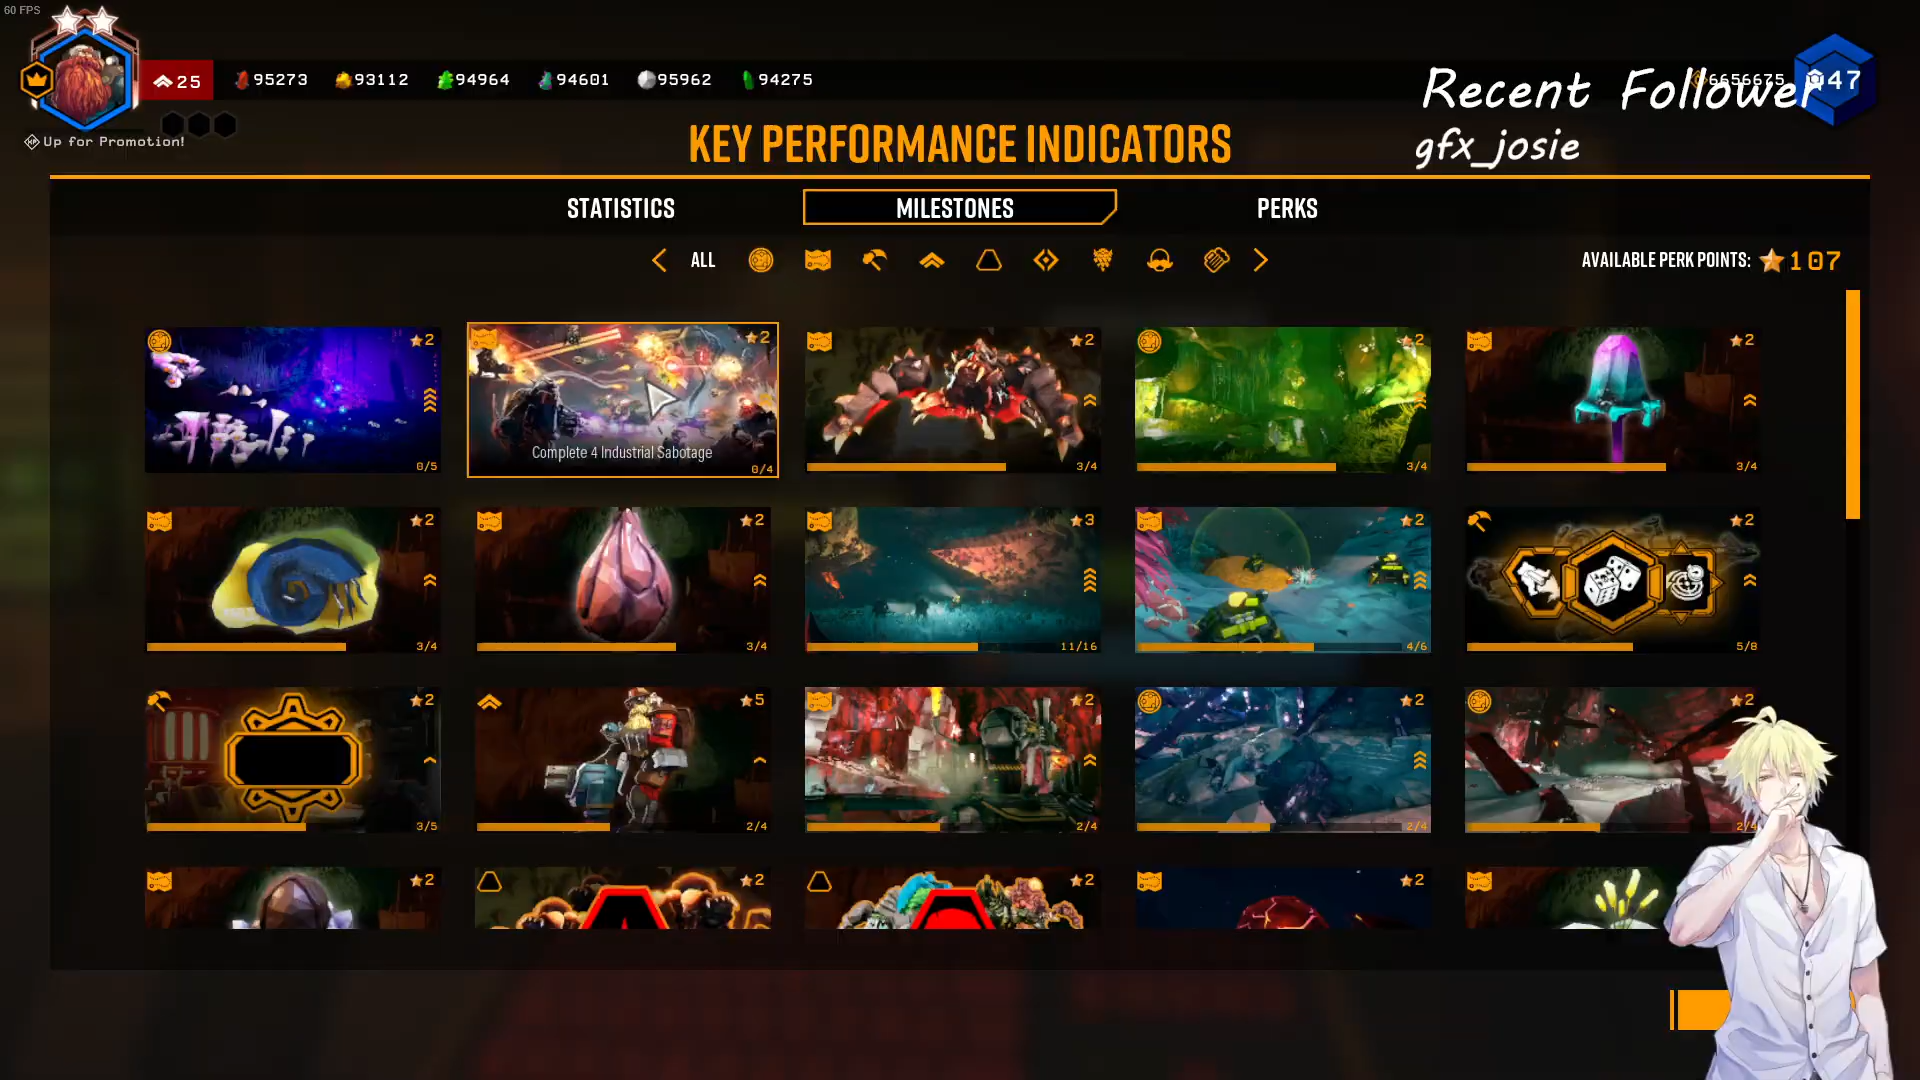 60 FPS
25 95273 93112 94964 94601 95962 94275
6656675 47
Recent Follower
gfx_josie
Up for Promotion!
KEY PERFORMANCE INDICATORS
STATISTICS MILESTONES PERKS
ALL
AVAILABLE PERK POINTS: 107
2 2 2 2 2
Complete 4 Industrial Sabotage
0/5 0/4 3/4 3/4 3/4
2 2 3 2 2
3/4 3/4 11/16 4/6 5/8
2 5 2 2 2
3/5 2/4 2/4 2/4 2/4
2 2 2 2